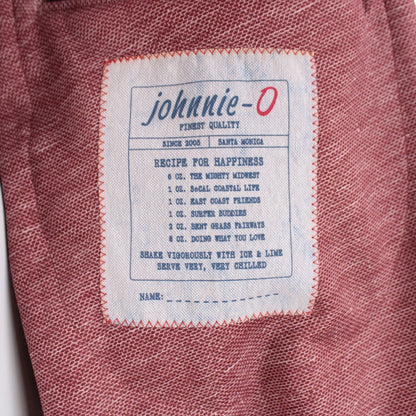 johnnie-O
FINEST QUALITY
SINCE 2005 | SANTA MONICA
RECIPE FOR HAPPINESS
6 OZ. THE MIGHTY MIDWEST
1 OZ. SoCAL COASTAL LIFE
1 OZ. EAST COAST FRIENDS
1 OZ. SURFER BUDDIES
2 OZ. BENT GRASS FAIRWAYS
8 OZ. DOING WHAT YOU LOVE
SHAKE VIGOROUSLY WITH ICE & LIME
SERVE VERY, VERY CHILLED
NAME: